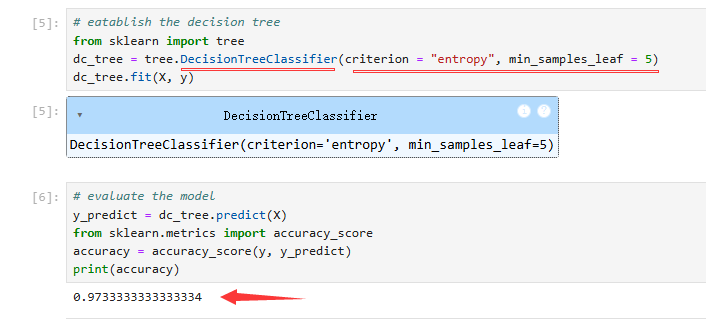 [5]:
# eatablish the decision tree
from sklearn import tree
dc_tree = tree.DecisionTreeClassifier(criterion = "entropy", min_samples_leaf = 5)
dc_tree.fit(X, y)
[5]:
▾ DecisionTreeClassifier i ?
DecisionTreeClassifier(criterion='entropy', min_samples_leaf=5)
[6]:
# evaluate the model
y_predict = dc_tree.predict(X)
from sklearn.metrics import accuracy_score
accuracy = accuracy_score(y, y_predict)
print(accuracy)
0.9733333333333334